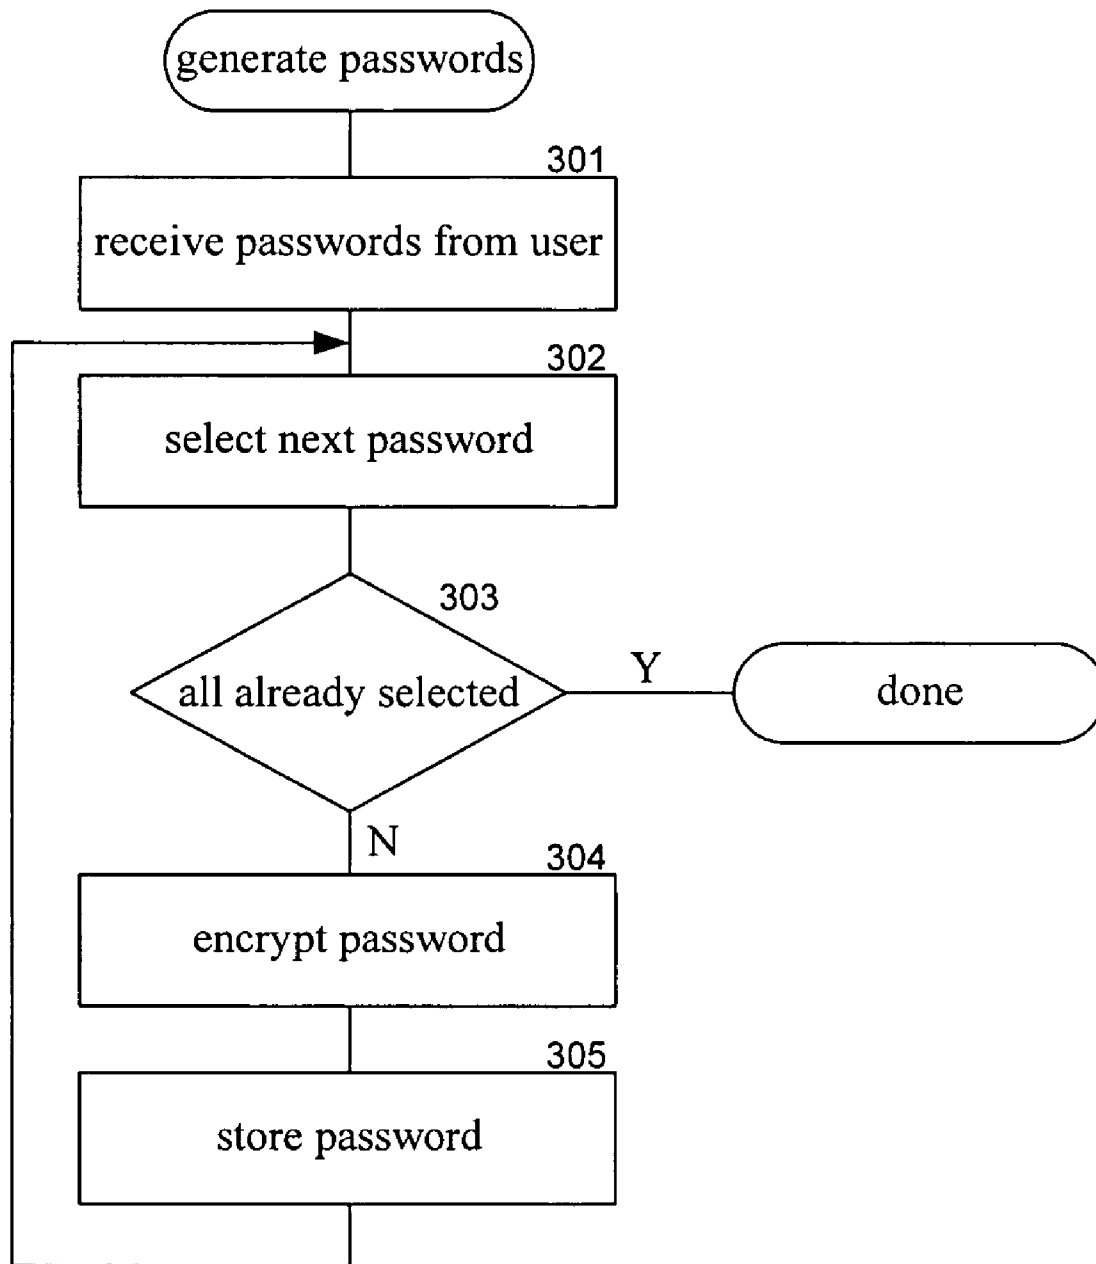 generate passwords
301
receive passwords from user
302
select next password
303
all already selected
Y
done
N
304
encrypt password
305
store password